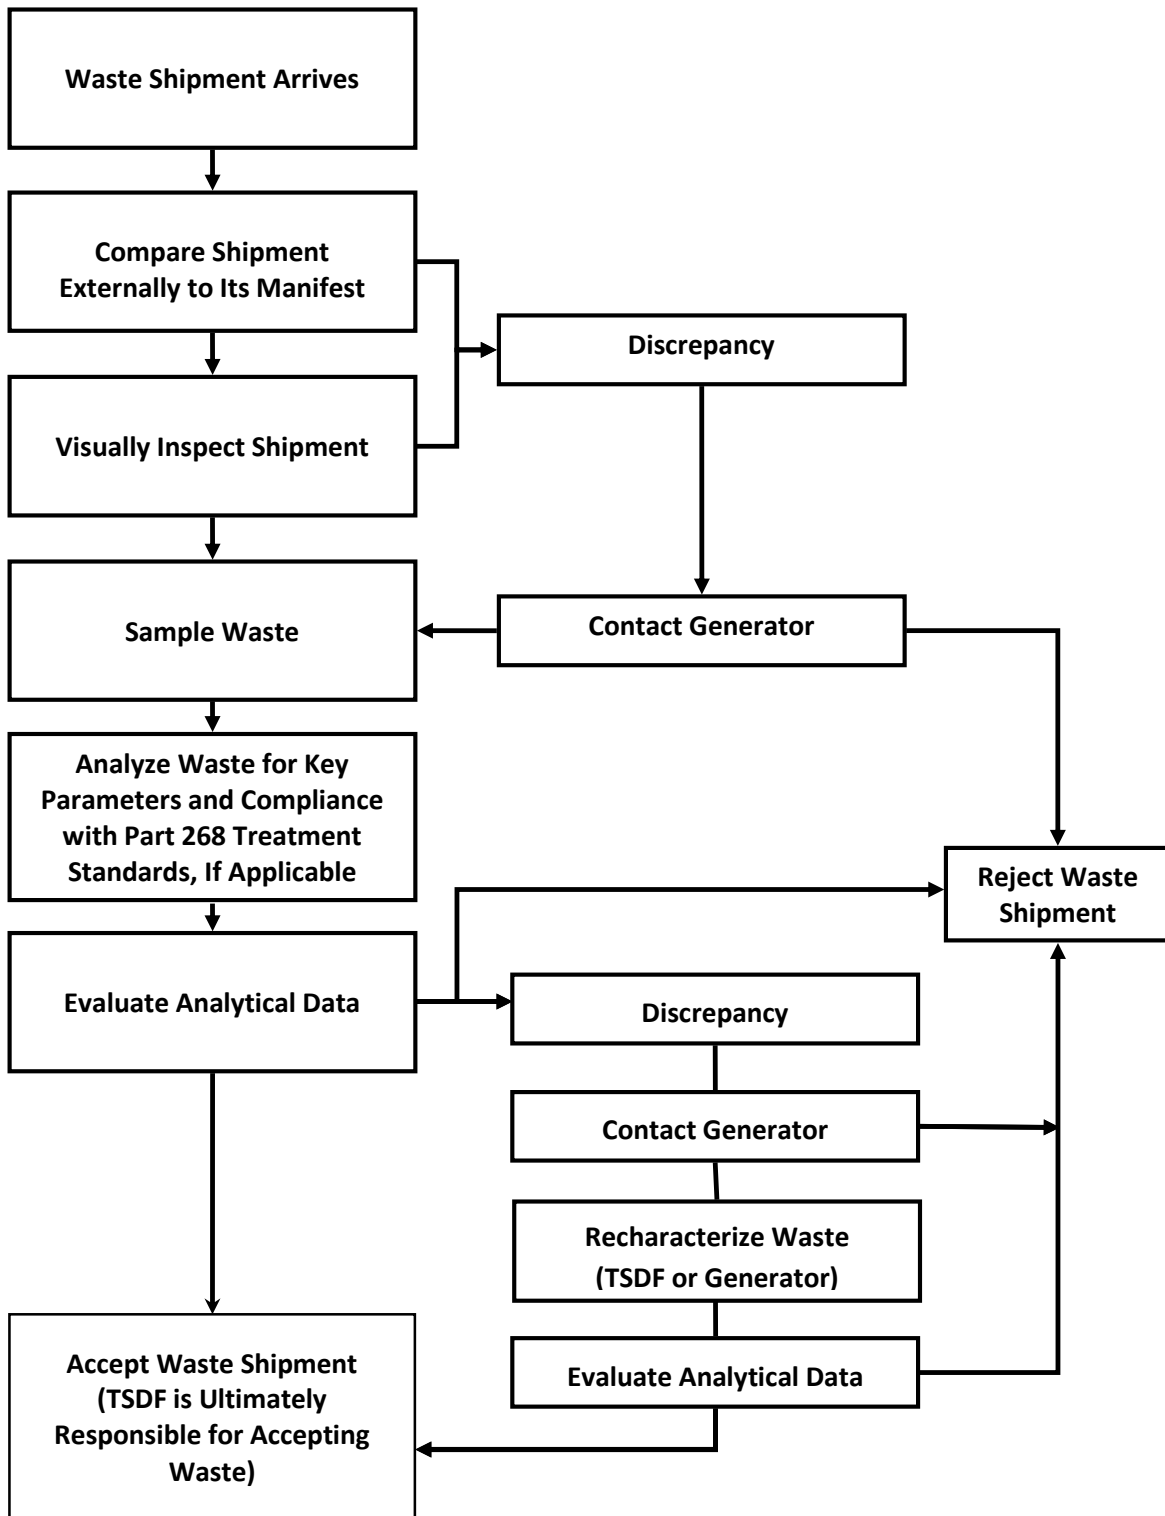 Waste Shipment Arrives
Compare Shipment
Externally to Its Manifest
Discrepancy
Visually Inspect Shipment
Sample Waste
Contact Generator
Analyze Waste for Key
Parameters and Compliance
with Part 268 Treatment
Standards, If Applicable
Reject Waste
Shipment
Evaluate Analytical Data
Discrepancy
Contact Generator
Recharacterize Waste
(TSDF or Generator)
Evaluate Analytical Data
Accept Waste Shipment
(TSDF is Ultimately
Responsible for Accepting
Waste)